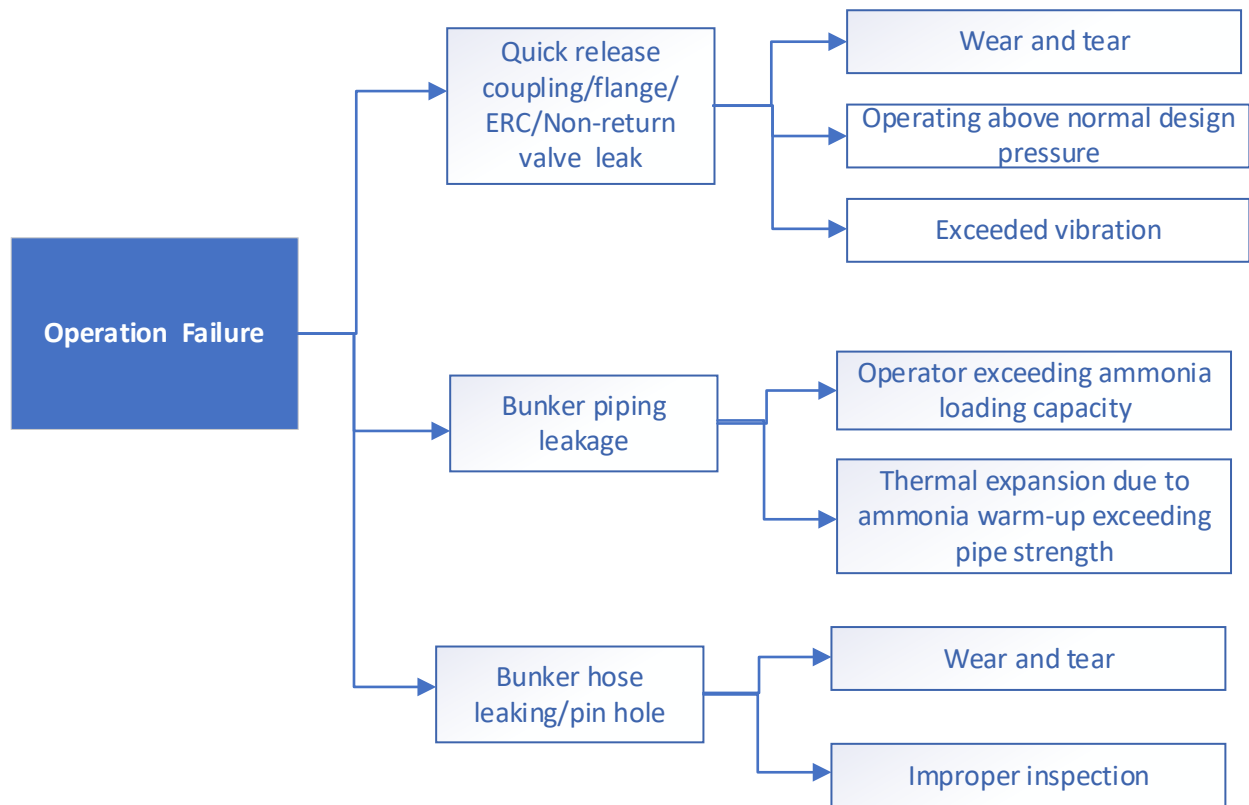 Operation Failure
Quick release
coupling/flange/
ERC/Non-return
valve leak
Wear and tear
Operating above normal design
pressure
Exceeded vibration
Bunker piping
leakage
Operator exceeding ammonia
loading capacity
Thermal expansion due to
ammonia warm-up exceeding
pipe strength
Bunker hose
leaking/pin hole
Wear and tear
Improper inspection